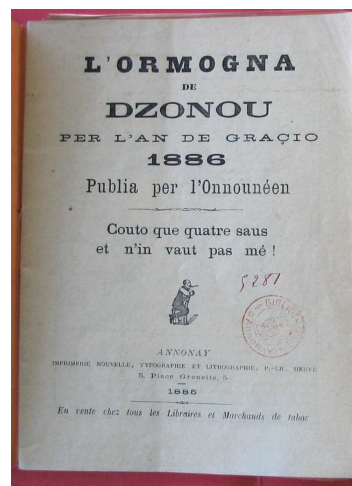 L'ORMOGNA
DE
DZONOU
PER L'AN DE GRAÇIO
1886
Publia per l'Onnounéen
Couto que quatre saus
et n'in vaut pas mé !
5281
BIBLIO
ANNONAY
IMPRIMERIE NOUVELLE, TYPOGRAPHIE ET LITHOGRAPHIE, P.-CH. HERVÉ
5, Place Grenette, 5
1885
En vente chez tous les Libraires et Marchands de tabac